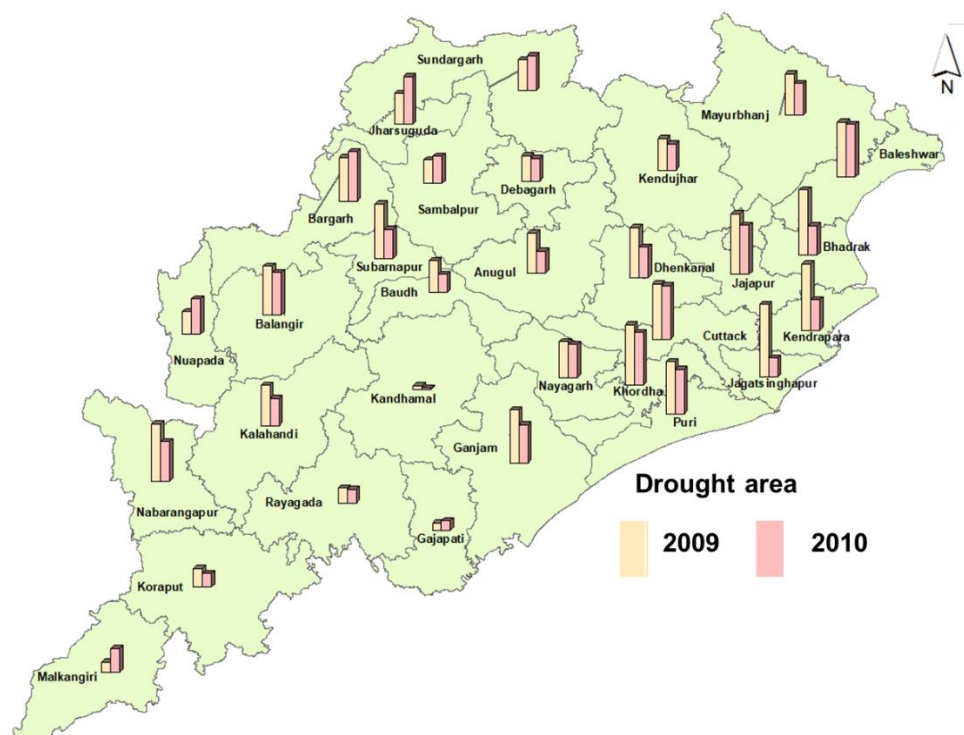 Sundargarh
N
Mayurbhanj
Jharsuguda
Baleshwar
Kendujhar
Debagarh
Sambalpur
Bargarh
Bhadrak
Subarnapur
Anugul
Dhenkanal
Jajapur
Baudh
Balangir
Cuttack
Kendrapara
Nuapada
Nayagarh
Jagatsinghapur
Kandhamal
Khordha
Puri
Kalahandi
Ganjam
Drought area
Rayagada
Nabarangapur
Gajapati
2009
2010
Koraput
Malkangiri